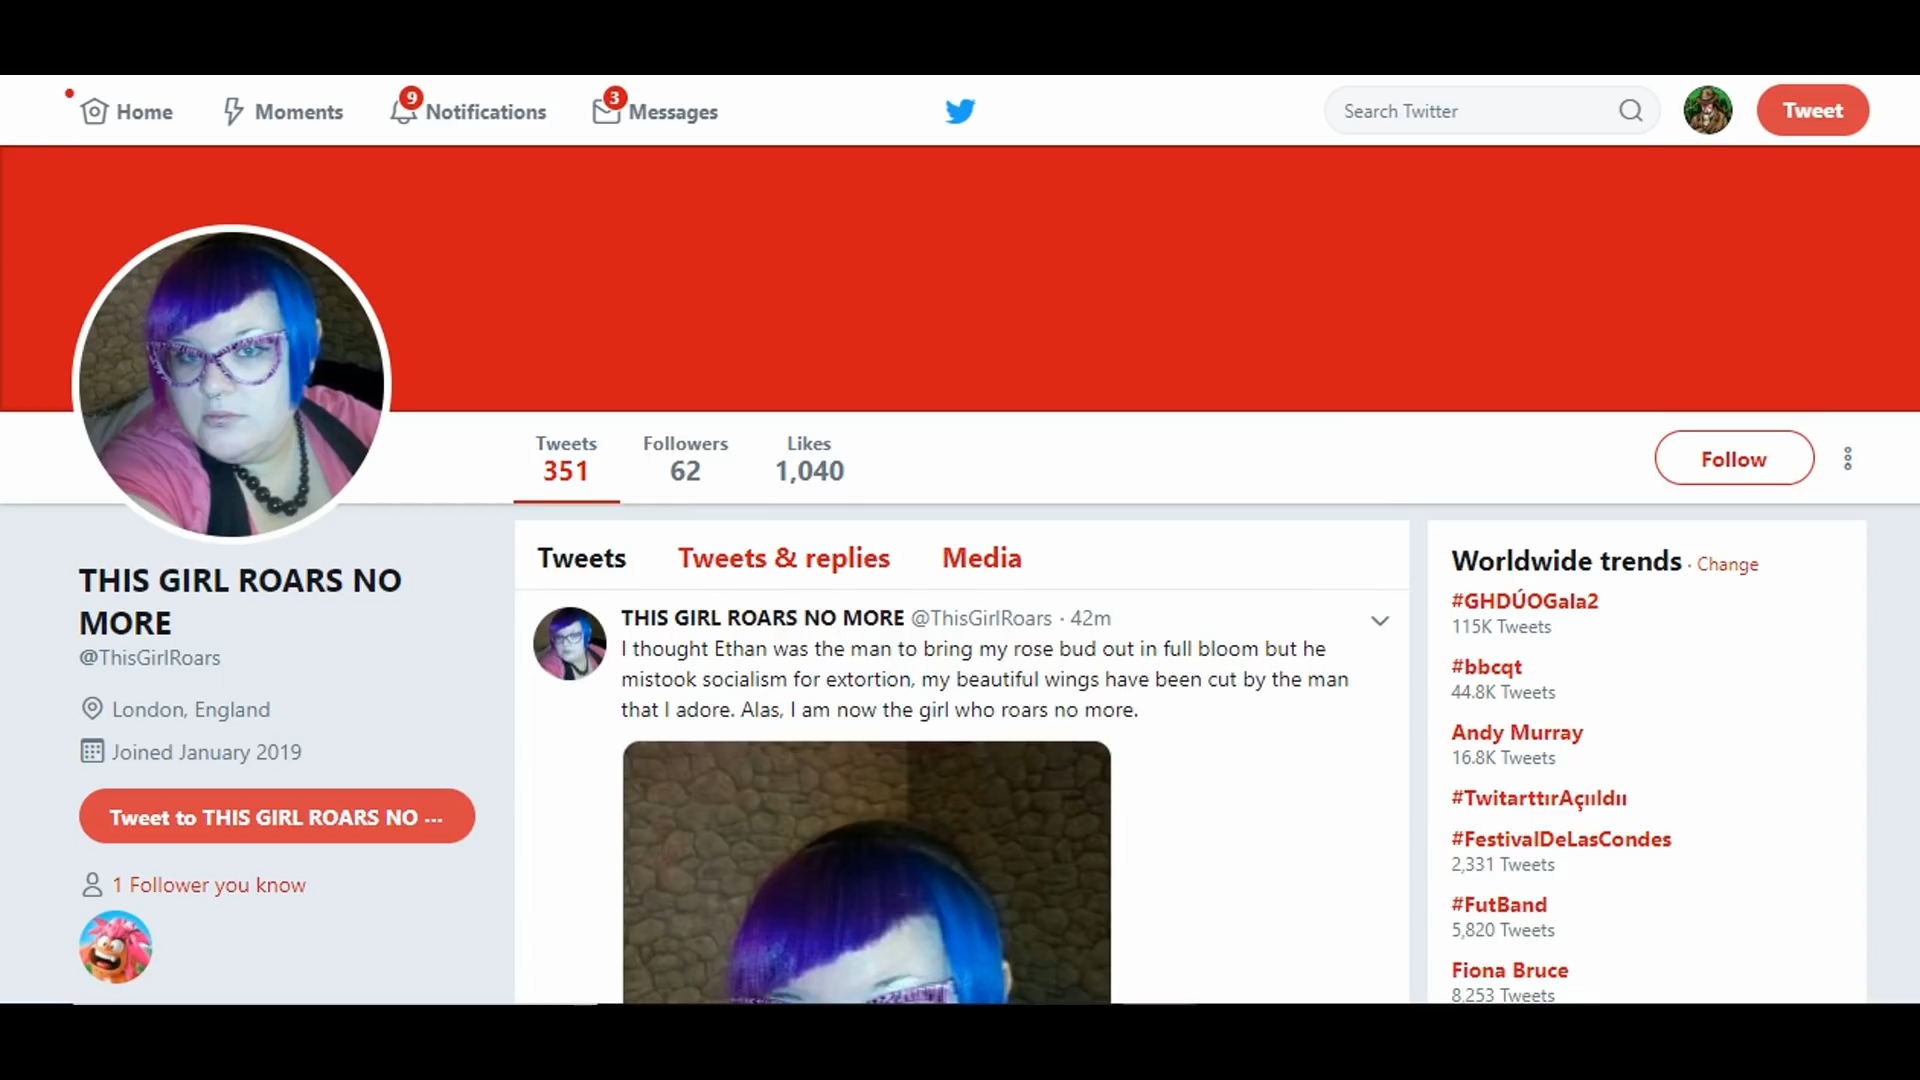 Home
Moments
9
Notifications
3
Messages
Search Twitter
Tweet
Tweets
351
Followers
62
Likes
1,040
Follow
THIS GIRL ROARS NO
MORE
@ThisGirlRoars
London, England
Joined January 2019
Tweet to THIS GIRL ROARS NO ...
1 Follower you know
Tweets
Tweets & replies
Media
THIS GIRL ROARS NO MORE @ThisGirlRoars · 42m
I thought Ethan was the man to bring my rose bud out in full bloom but he
mistook socialism for extortion, my beautiful wings have been cut by the man
that I adore. Alas, I am now the girl who roars no more.
Worldwide trends · Change
#GHDÚOGala2
115K Tweets
#bbcqt
44.8K Tweets
Andy Murray
16.8K Tweets
#TwitarttırAçııldıı
#FestivalDeLasCondes
2,331 Tweets
#FutBand
5,820 Tweets
Fiona Bruce
8,253 Tweets